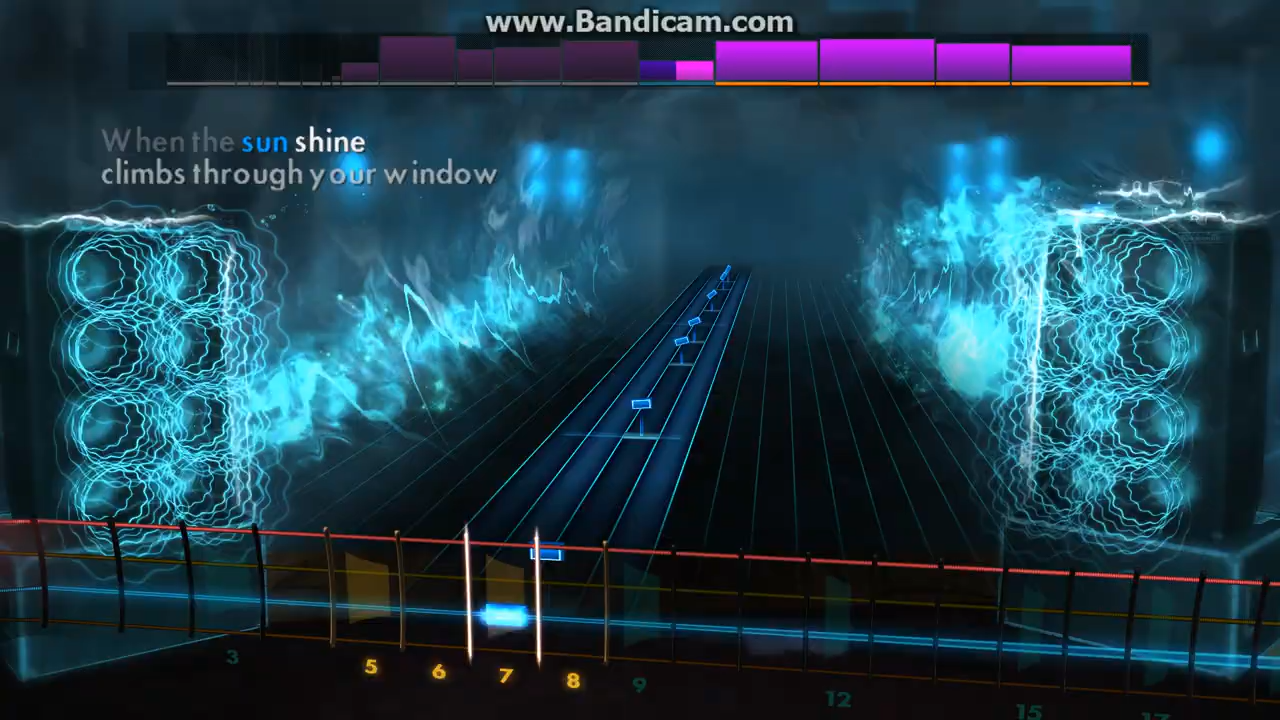 www.Bandicam.com
When the sun shine
climbs through your window
3 5 6 7 8 9 12 15 17